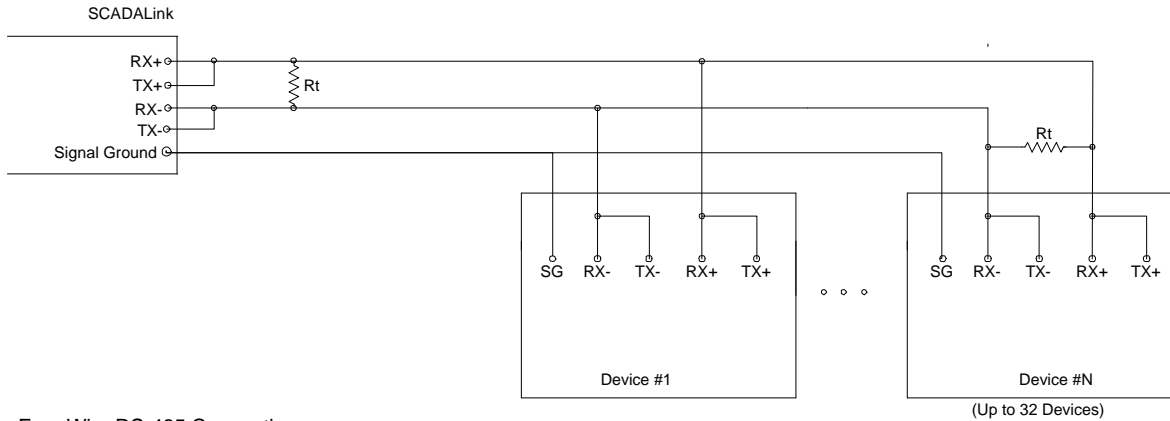 SCADALink
RX+
TX+
Rt
RX-
TX-
Signal Ground
Rt
SG RX- TX- RX+ TX+
SG RX- TX- RX+ TX+
Device #1
Device #N
(Up to 32 Devices)